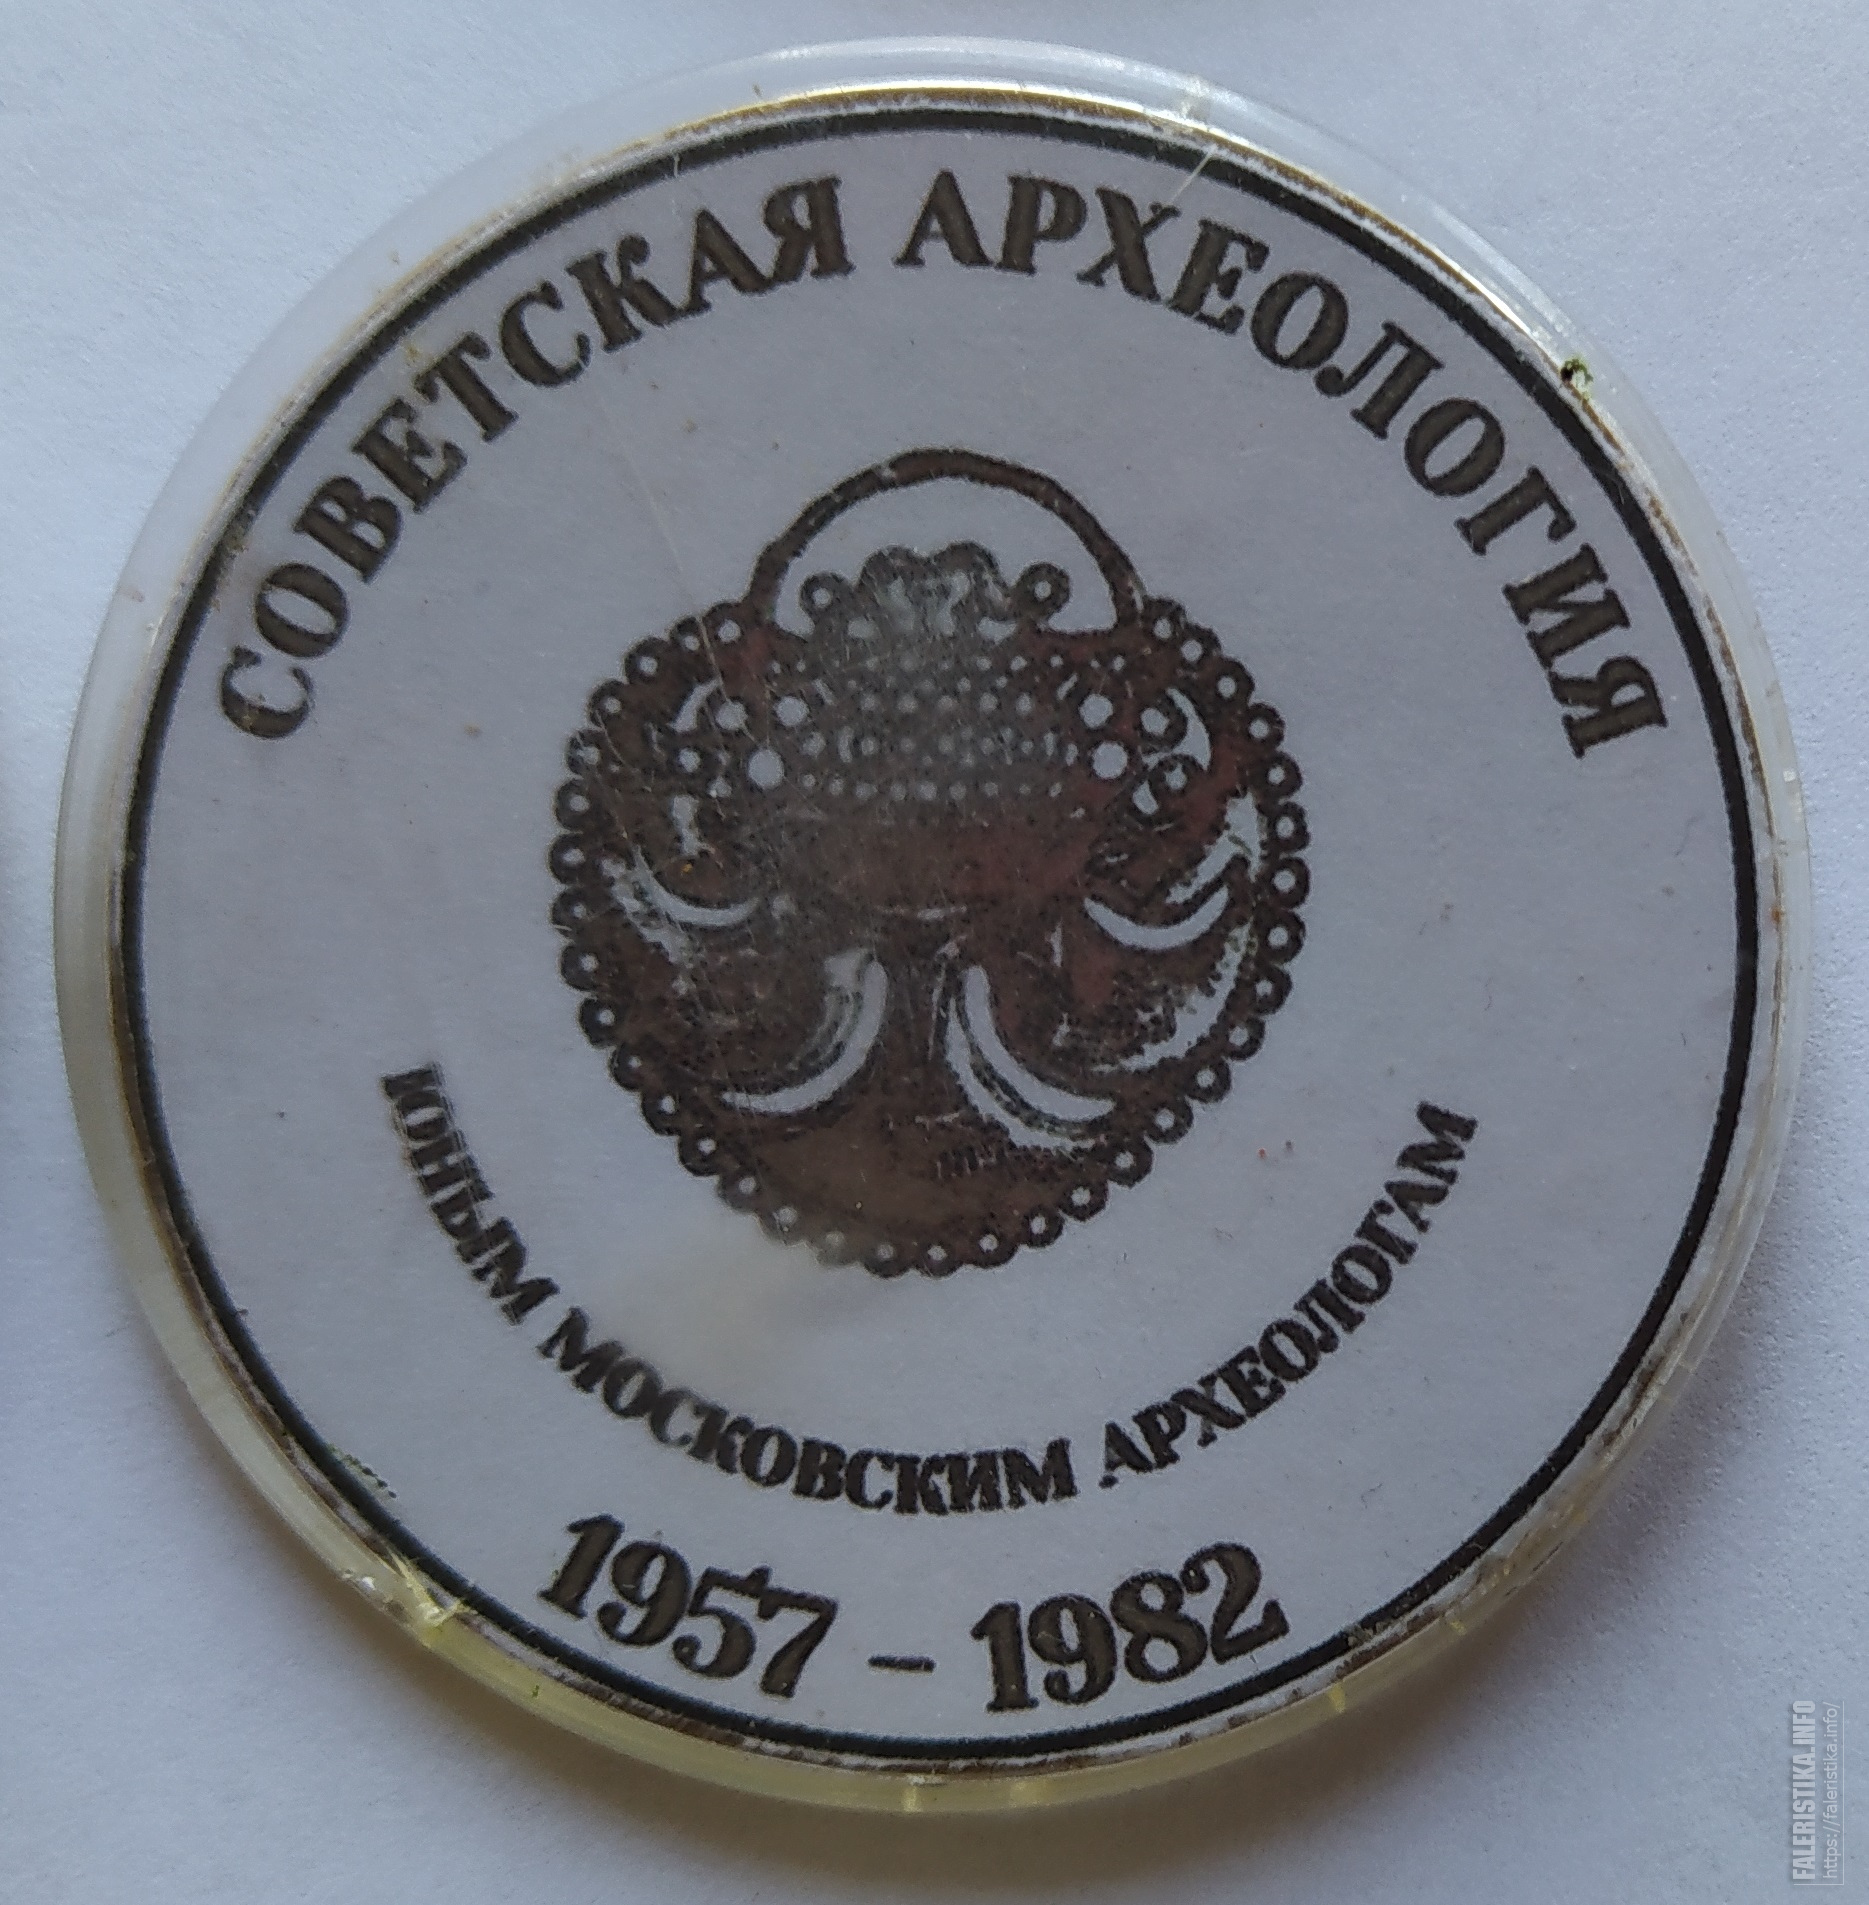 СОВЕТСКАЯ АРХЕОЛОГИЯ
ЮНЫМ МОСКОВСКИМ АРХЕОЛОГАМ
1957 – 1982
FALERISTIKA.INFO
https://faleristika.info/